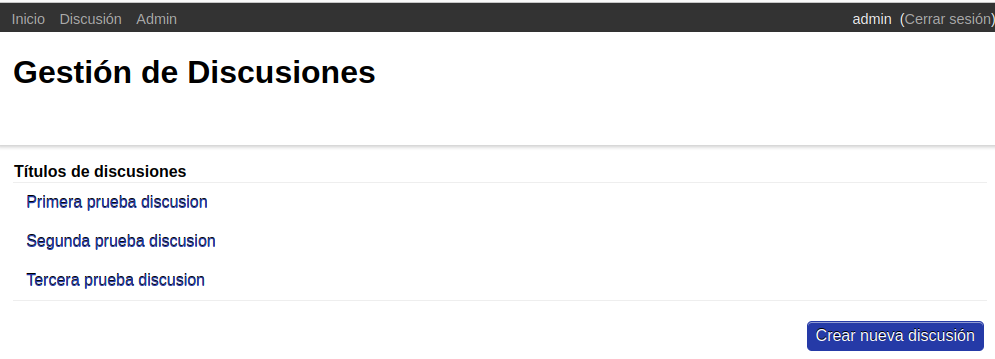 Inicio Discusión Admin admin (Cerrar sesión)
Gestión de Discusiones
Títulos de discusiones
Primera prueba discusion
Segunda prueba discusion
Tercera prueba discusion
Crear nueva discusión